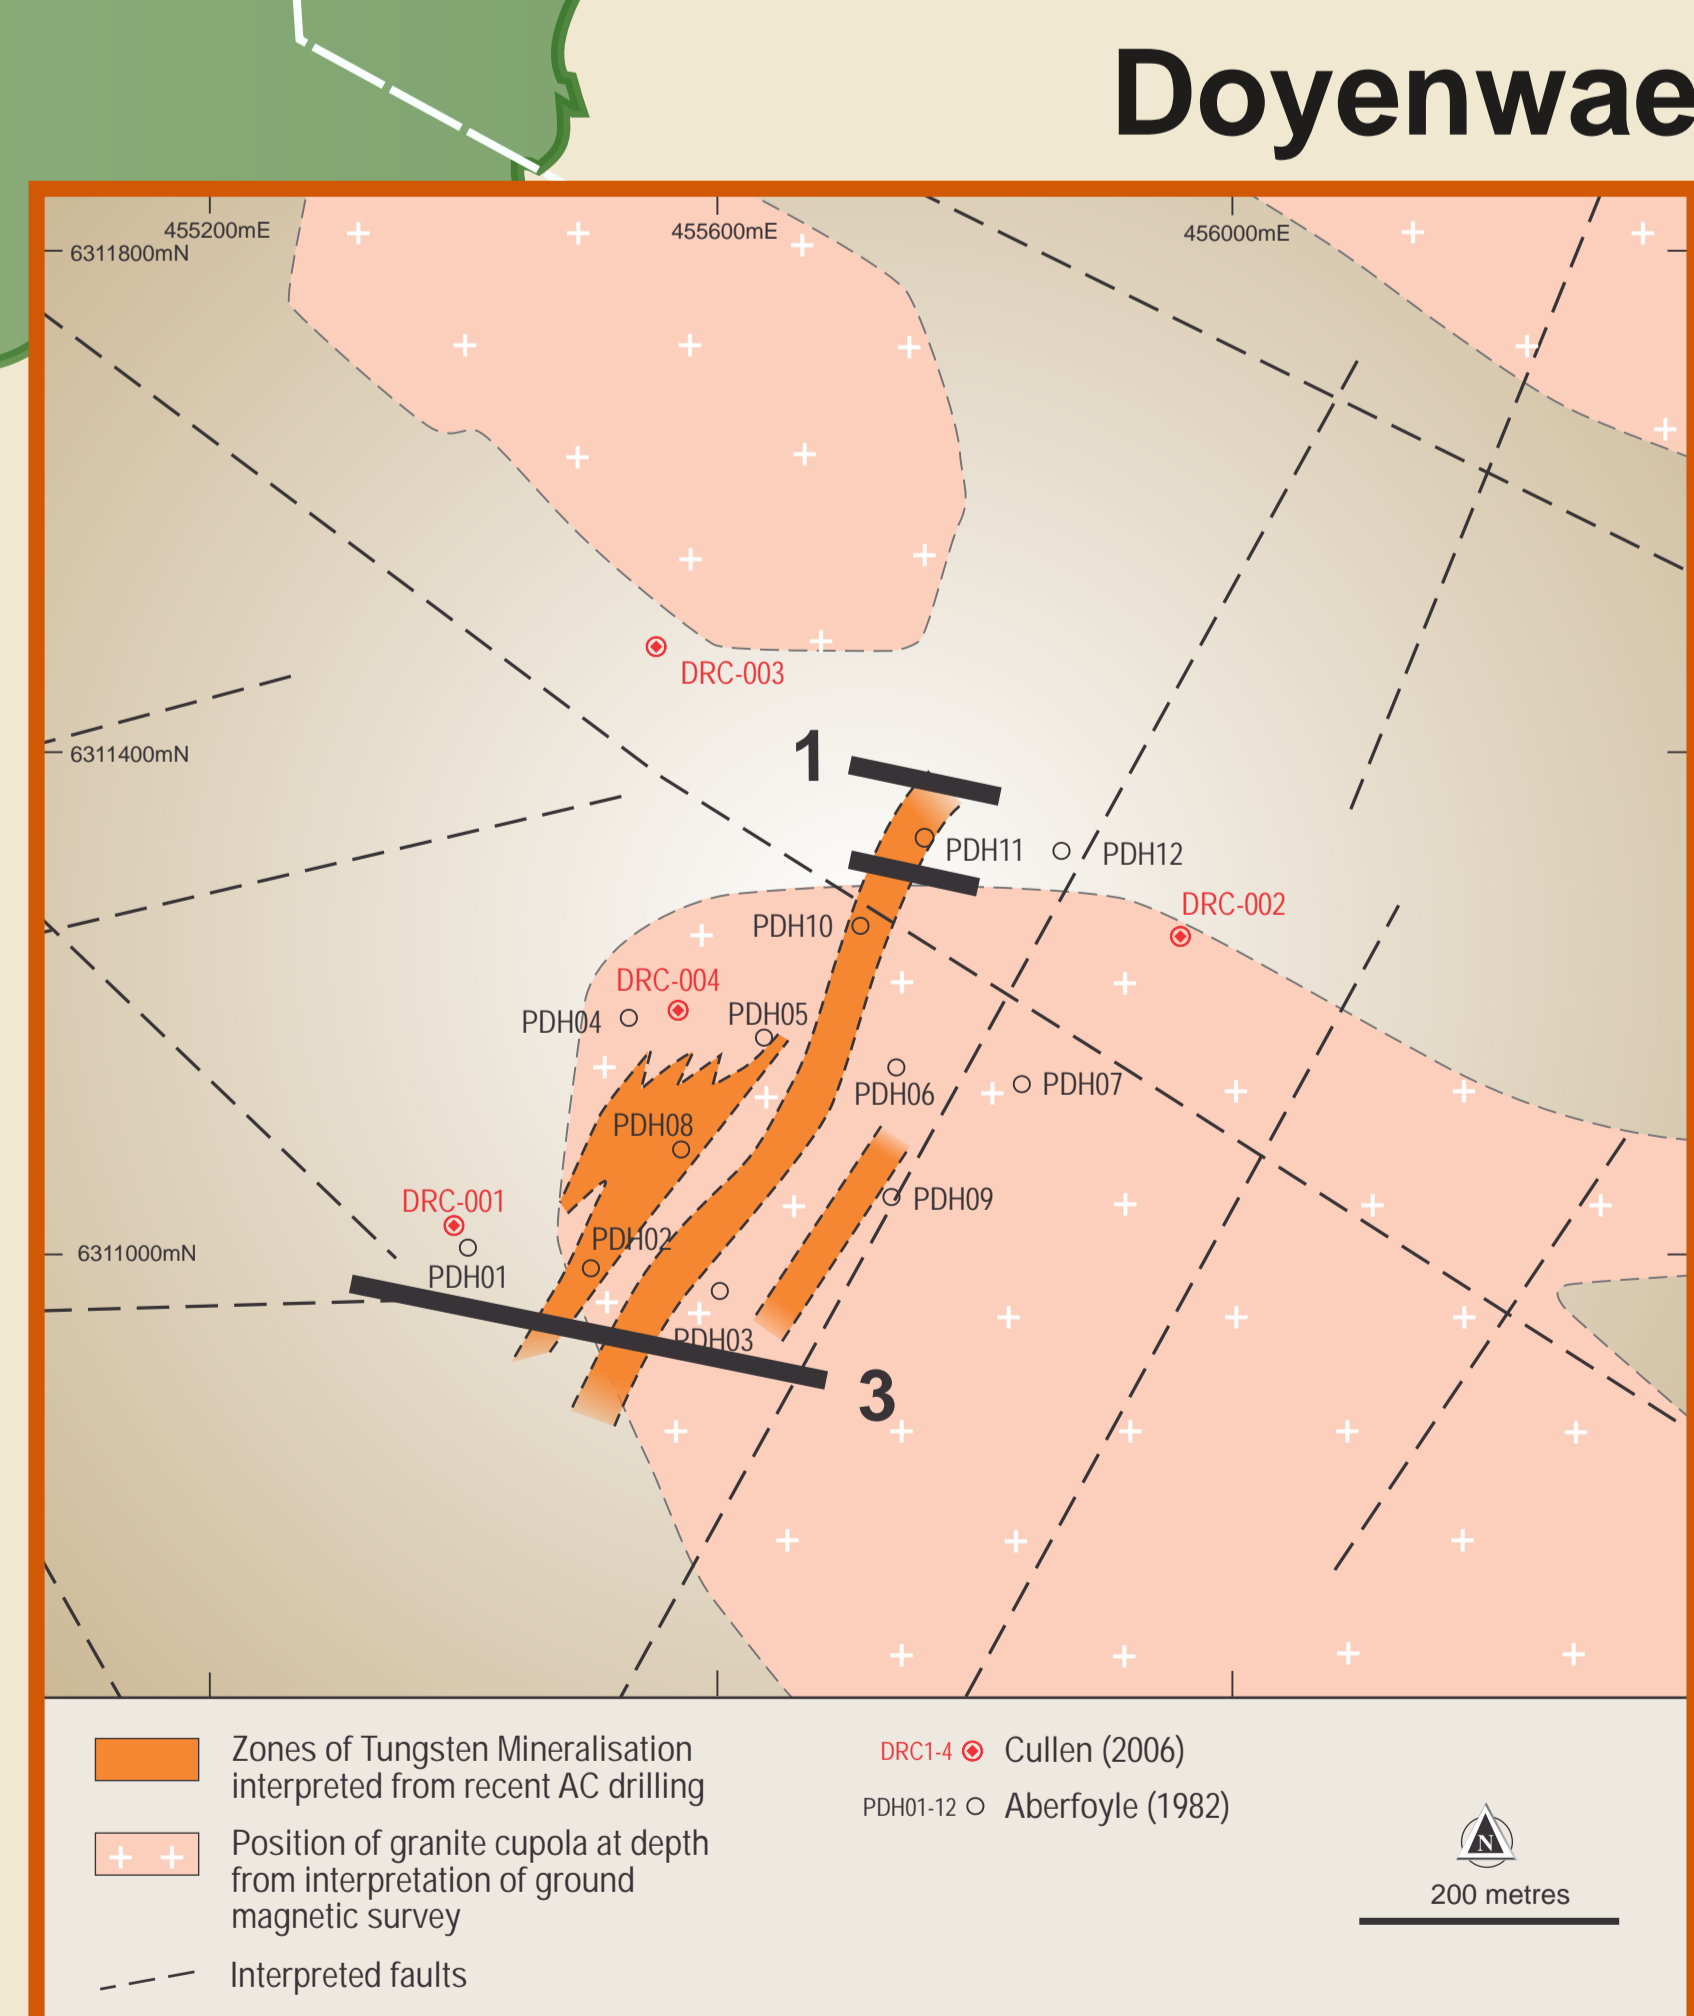 Doyenwae
455200mE
455600mE
456000mE
6311800mN
DRC-003
1
6311400mN
PDH11
PDH12
DRC-002
PDH10
DRC-004
PDH05
PDH04
PDH06
PDH07
PDH08
DRC-001
PDH09
PDH02
6311000mN
PDH01
PDH03
3
Zones of Tungsten Mineralisation
interpreted from recent AC drilling
Position of granite cupola at depth
from interpretation of ground
magnetic survey
Interpreted faults
DRC1-4 Cullen (2006)
PDH01-12 Aberfoyle (1982)
N
200 metres